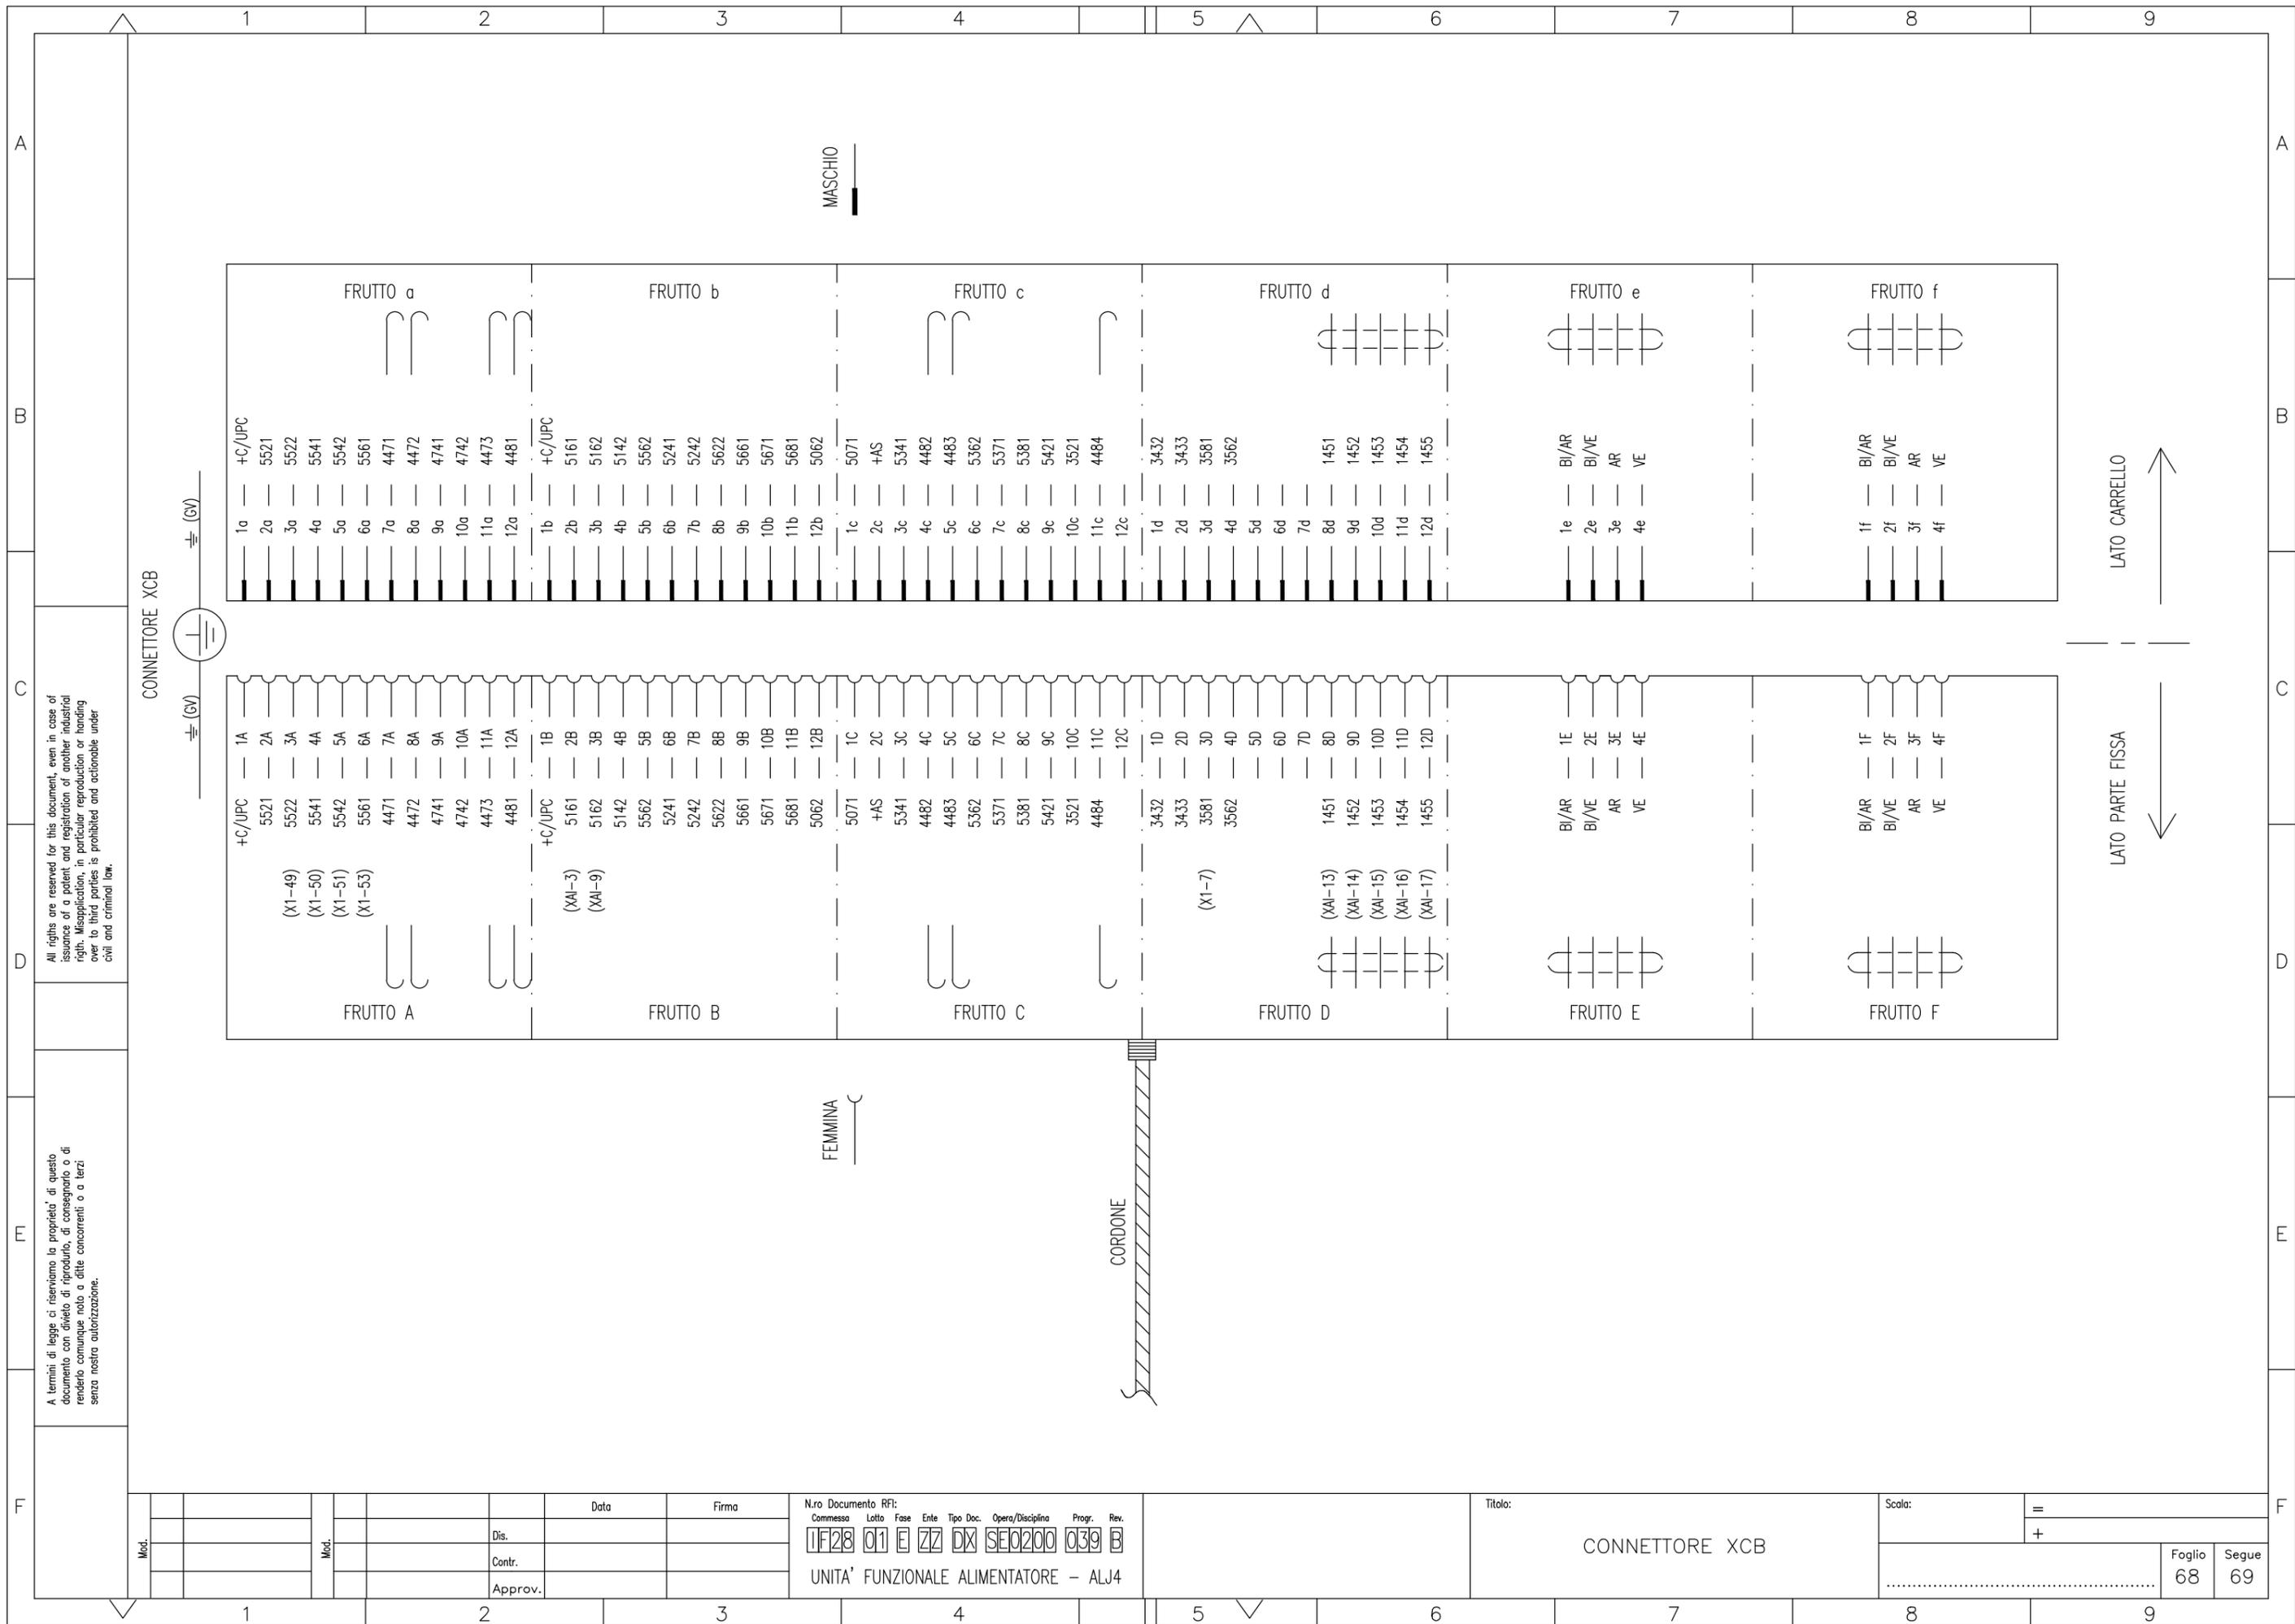 1 2 3 4 5 6 7 8 9
A A
B B
C C
D D
E E
F F
MASCHIO
FRUTTO a FRUTTO b FRUTTO c FRUTTO d FRUTTO e FRUTTO f
+C/UPC 5521 5522 5541 5542 5561 4471 4472 4741 4742 4473 4481
1a 2a 3a 4a 5a 6a 7a 8a 9a 10a 11a 12a
+C/UPC 5161 5162 5142 5562 5241 5242 5622 5661 5671 5681 5062
1b 2b 3b 4b 5b 6b 7b 8b 9b 10b 11b 12b
5071 +AS 5341 4482 4483 5362 5371 5381 5421 3521 4484
1c 2c 3c 4c 5c 6c 7c 8c 9c 10c 11c 12c
3432 3433 3581 3562 1451 1452 1453 1454 1455
1d 2d 3d 4d 5d 6d 7d 8d 9d 10d 11d 12d
BI/AR BI/VE AR VE
1e 2e 3e 4e
BI/AR BI/VE AR VE
1f 2f 3f 4f
LATO CARRELLO
(GV)
CONNETTORE XCB
(GV)
1A 2A 3A 4A 5A 6A 7A 8A 9A 10A 11A 12A
+C/UPC 5521 5522 5541 5542 5561 4471 4472 4741 4742 4473 4481
(X1-49) (X1-50) (X1-51) (X1-53)
1B 2B 3B 4B 5B 6B 7B 8B 9B 10B 11B 12B
+C/UPC 5161 5162 5142 5562 5241 5242 5622 5661 5671 5681 5062
(XAI-3) (XAI-9)
1C 2C 3C 4C 5C 6C 7C 8C 9C 10C 11C 12C
5071 +AS 5341 4482 4483 5362 5371 5381 5421 3521 4484
1D 2D 3D 4D 5D 6D 7D 8D 9D 10D 11D 12D
3432 3433 3581 3562 1451 1452 1453 1454 1455
(X1-7) (XAI-13) (XAI-14) (XAI-15) (XAI-16) (XAI-17)
1E 2E 3E 4E
BI/AR BI/VE AR VE
1F 2F 3F 4F
BI/AR BI/VE AR VE
LATO PARTE FISSA
FRUTTO A FRUTTO B FRUTTO C FRUTTO D FRUTTO E FRUTTO F
FEMMINA
CORDONE
All rigths are reserved for this document, even in case of
issuance of a patent and registration of another industrial
rigth. Misapplication, in particular reproduction or handing
over to third parties is prohibited and actionable under
civil and criminal law.
A termini di legge ci riserviamo la proprieta' di questo
documento con divieto di riprodurlo, di consegnarlo o di
renderlo comunque noto a ditte concorrenti o a terzi
senza nostra autorizzazione.
Mod. Mod.
Data Firma
Dis.
Contr.
Approv.
N.ro Documento RFI:
Commessa Lotto Fase Ente Tipo Doc. Opera/Disciplina Progr. Rev.
IF28 01 E ZZ DX SE0200 039 B
UNITA' FUNZIONALE ALIMENTATORE - ALJ4
Titolo:
CONNETTORE XCB
Scala:
=
+
Foglio Segue
68 69
1 2 3 4 5 6 7 8 9